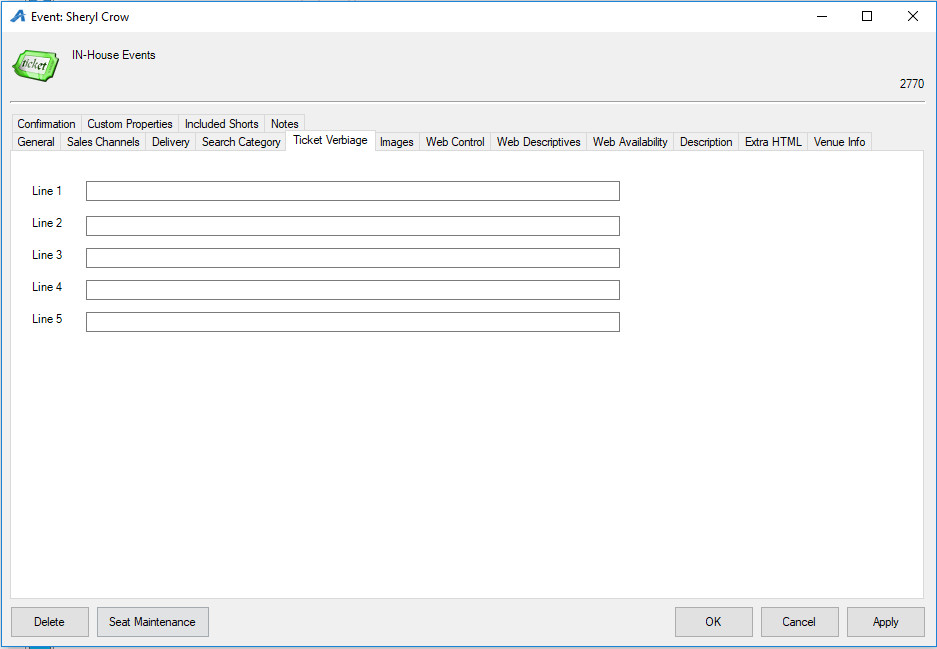 Event: Sheryl Crow
ticket
IN-House Events
2770
Confirmation Custom Properties Included Shorts Notes
General Sales Channels Delivery Search Category Ticket Verbiage Images Web Control Web Descriptives Web Availability Description Extra HTML Venue Info
Line 1
Line 2
Line 3
Line 4
Line 5
Delete Seat Maintenance OK Cancel Apply